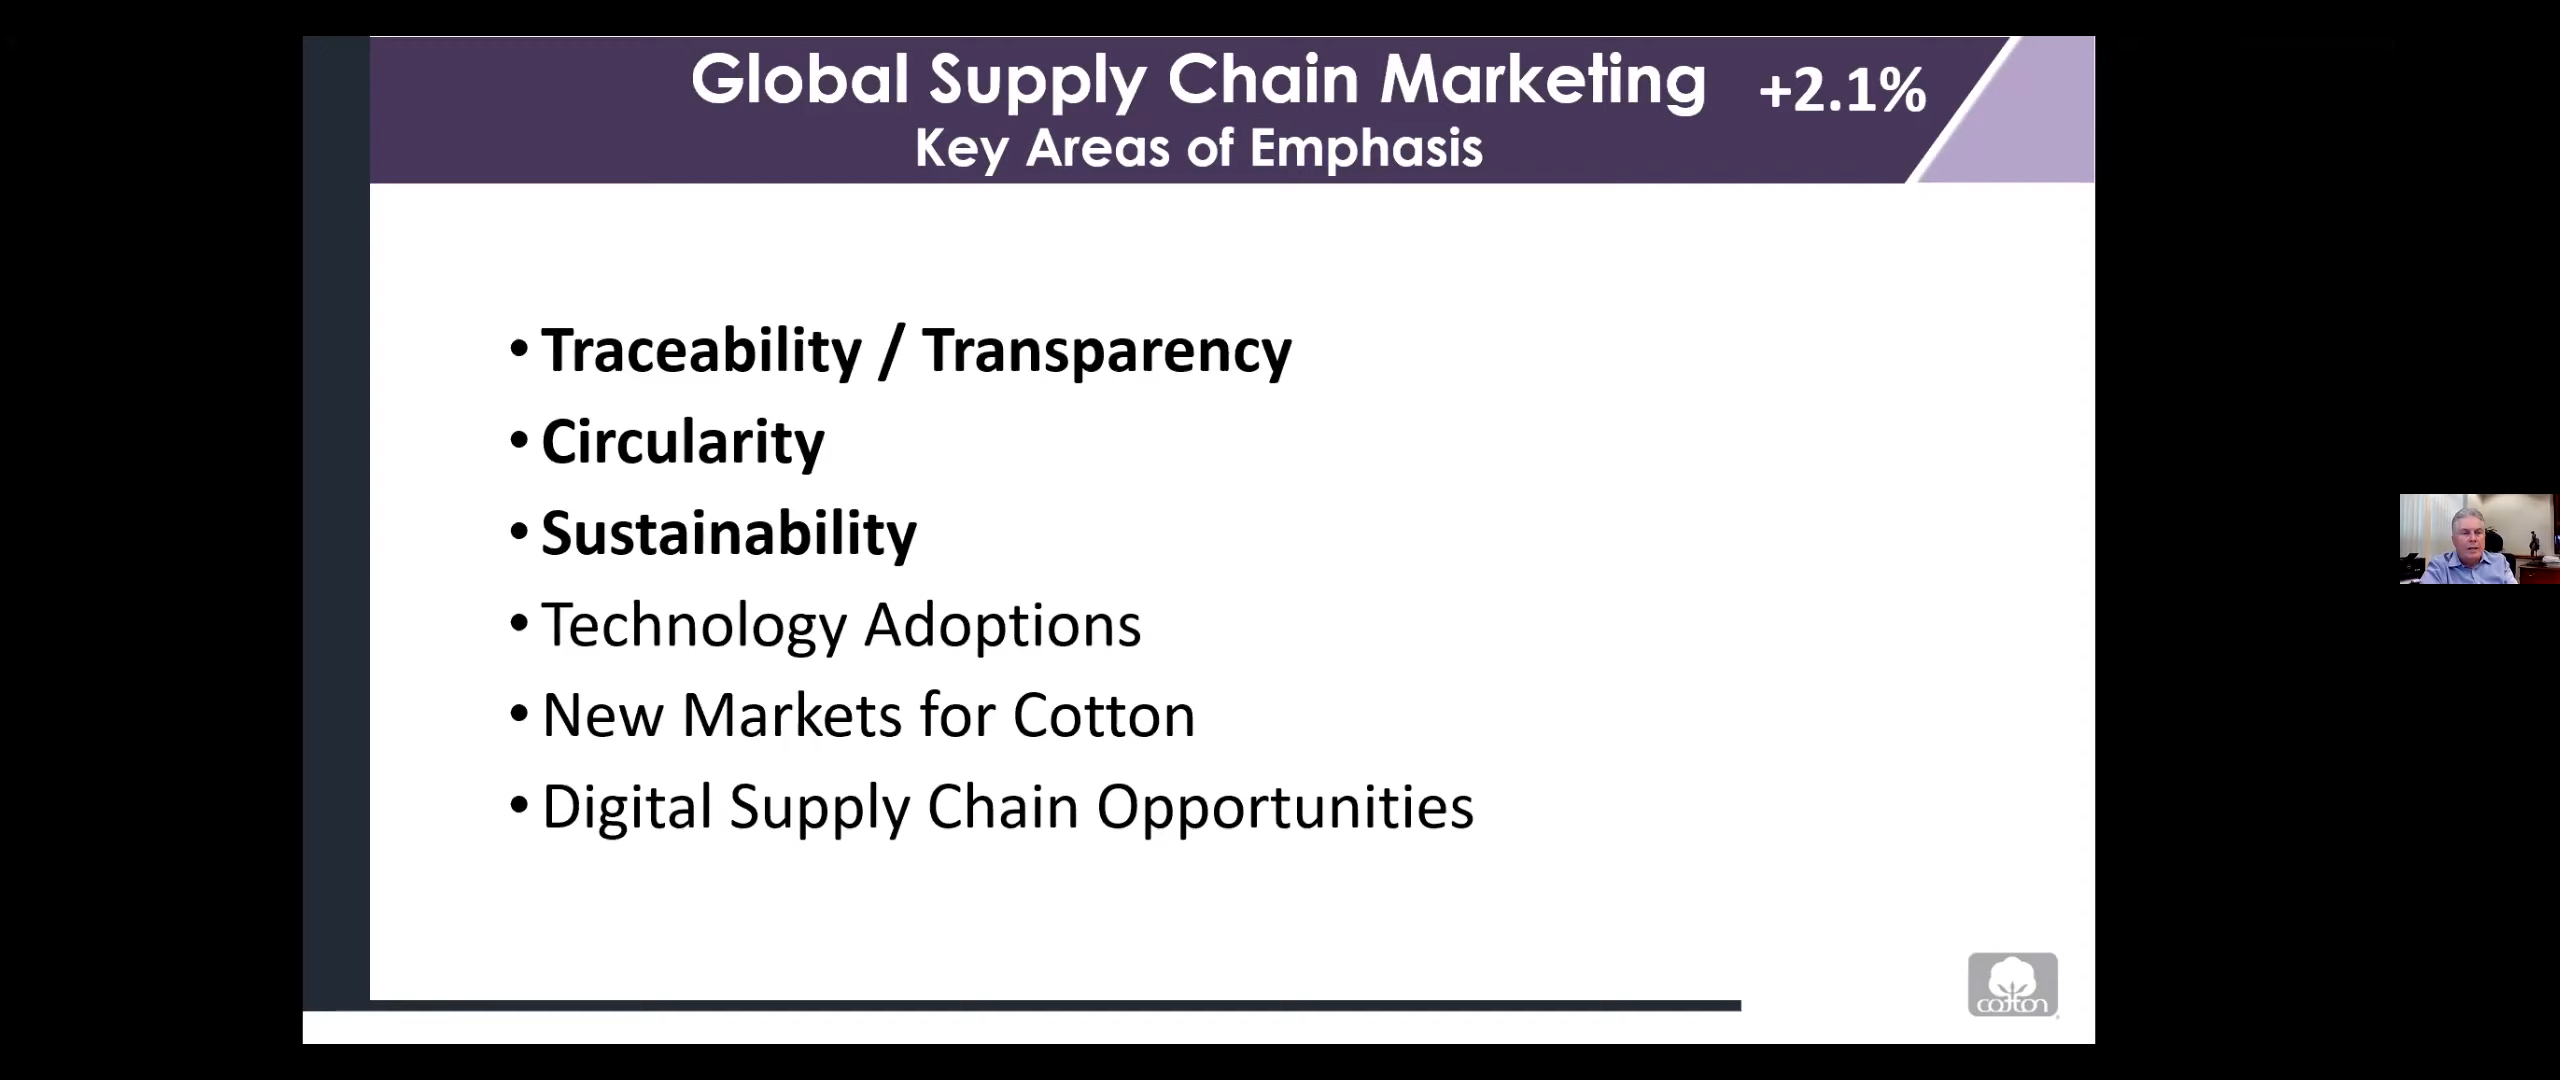 Global Supply Chain Marketing +2.1%
Key Areas of Emphasis
• Traceability / Transparency
• Circularity
• Sustainability
• Technology Adoptions
• New Markets for Cotton
• Digital Supply Chain Opportunities
cotton